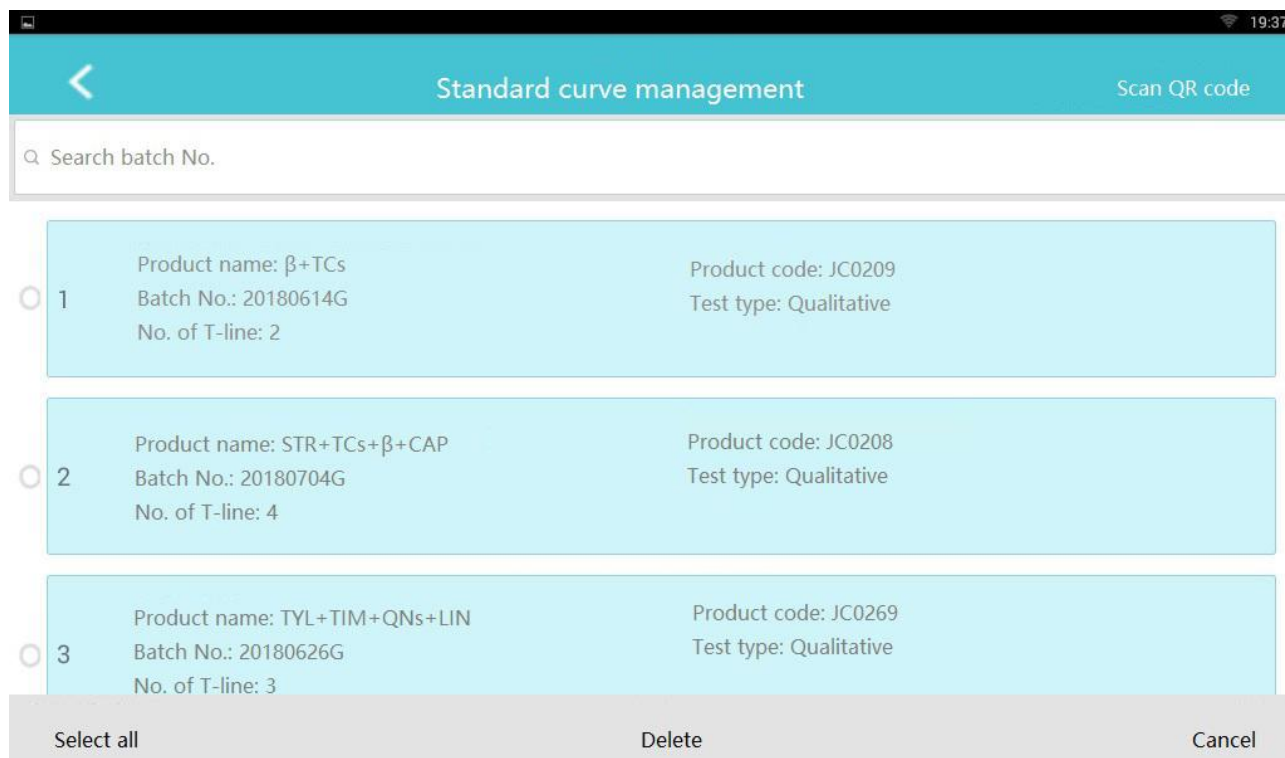 19:37
Standard curve management
Scan QR code
Search batch No.
1
Product name: β+TCs
Batch No.: 20180614G
No. of T-line: 2
Product code: JC0209
Test type: Qualitative
2
Product name: STR+TCs+β+CAP
Batch No.: 20180704G
No. of T-line: 4
Product code: JC0208
Test type: Qualitative
3
Product name: TYL+TIM+QNs+LIN
Batch No.: 20180626G
No. of T-line: 3
Product code: JC0269
Test type: Qualitative
Select all
Delete
Cancel